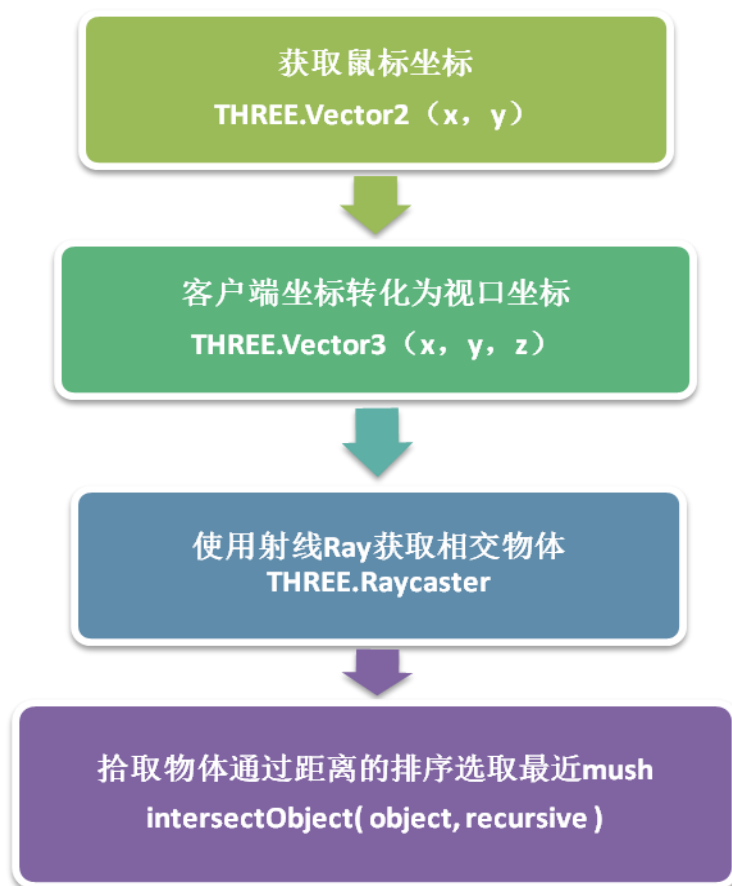 获取鼠标坐标
THREE.Vector2（x，y）
客户端坐标转化为视口坐标
THREE.Vector3（x，y，z）
使用射线Ray获取相交物体
THREE.Raycaster
拾取物体通过距离的排序选取最近mush
intersectObject( object, recursive )